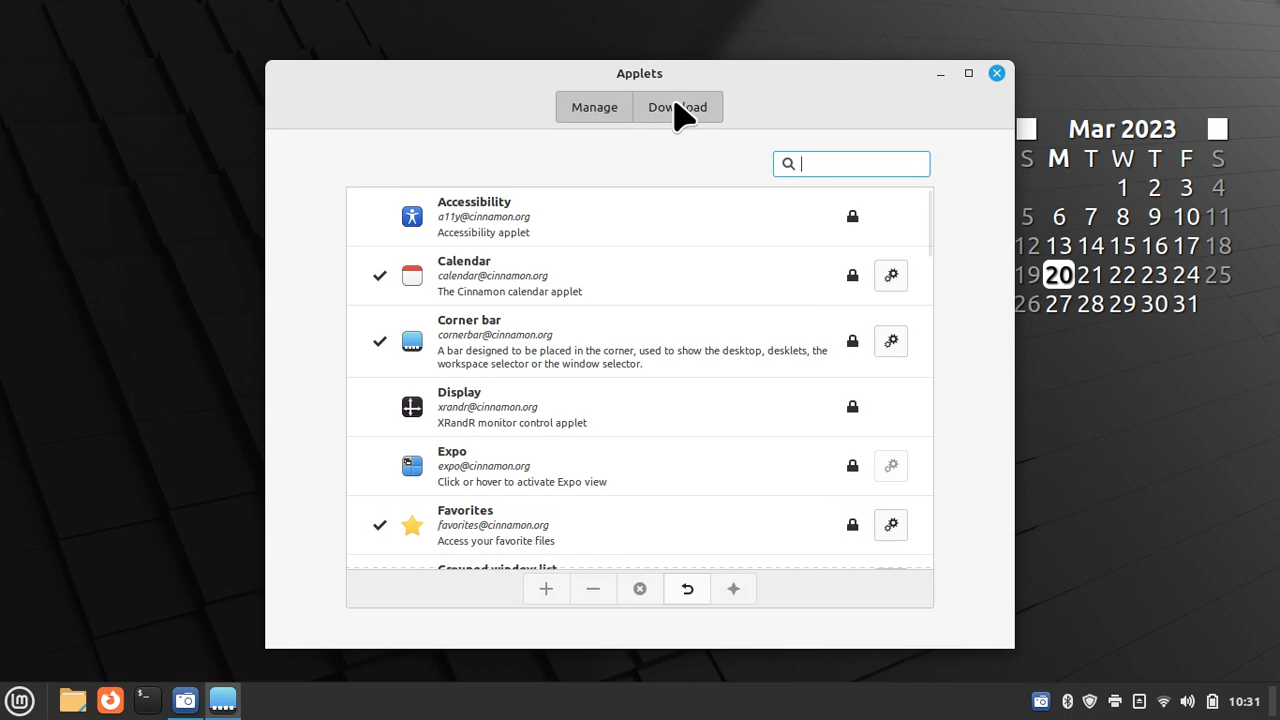 Applets
Manage
Download
Accessibility
a11y@cinnamon.org
Accessibility applet
Calendar
calendar@cinnamon.org
The Cinnamon calendar applet
Corner bar
cornerbar@cinnamon.org
A bar designed to be placed in the corner, used to show the desktop, desklets, the
workspace selector or the window selector.
Display
xrandr@cinnamon.org
XRandR monitor control applet
Expo
expo@cinnamon.org
Click or hover to activate Expo view
Favorites
favorites@cinnamon.org
Access your favorite files
Grouped window list
Mar 2023
S M T W T F S
1 2 3 4
5 6 7 8 9 10 11
12 13 14 15 16 17 18
19 20 21 22 23 24 25
26 27 28 29 30 31
10:31